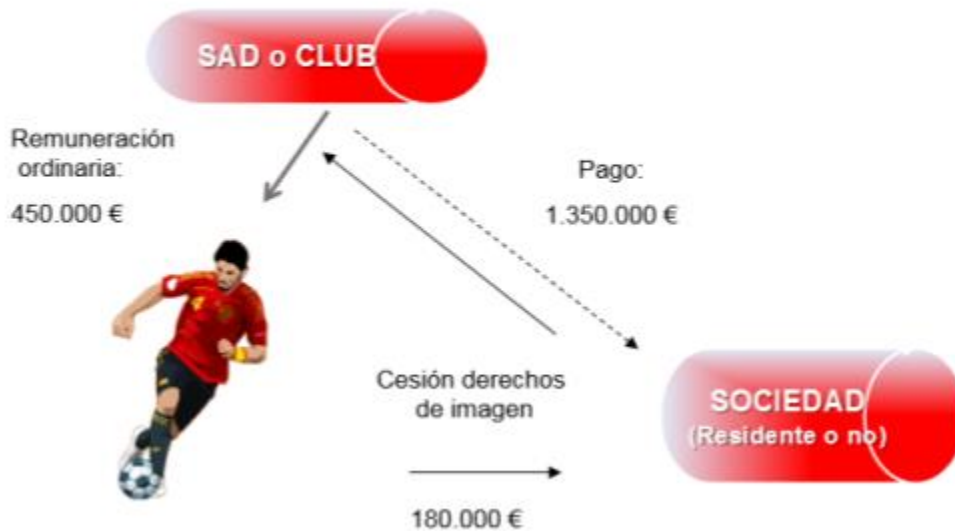 SAD o CLUB
Remuneración
ordinaria:
450.000 €
Pago:
1.350.000 €
Cesión derechos
de imagen
180.000 €
SOCIEDAD
(Residente o no)